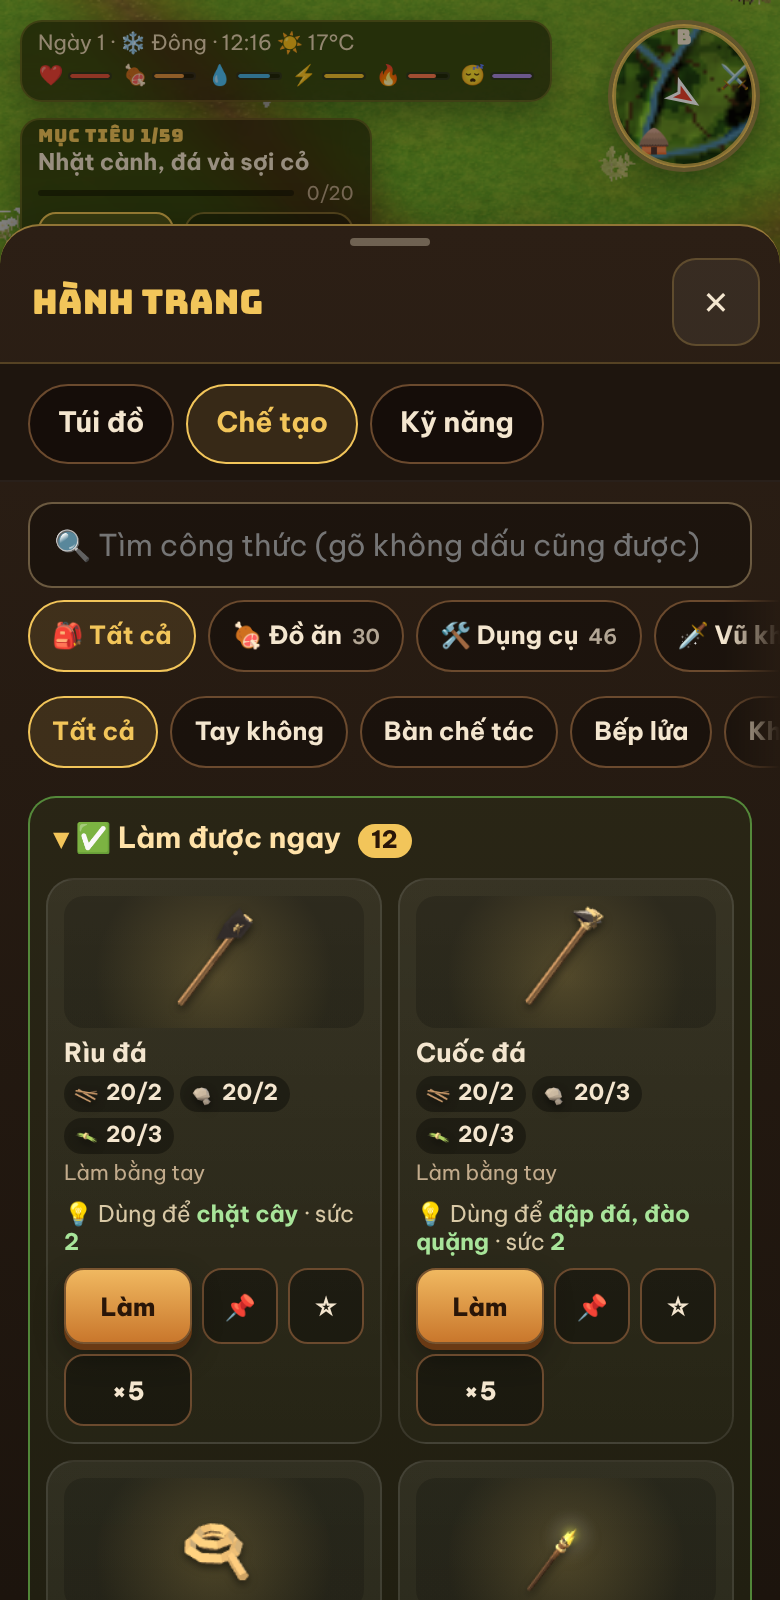 Ngày 1 · ❄️ Đông · 12:16 ☀️ 17°C
B
MỤC TIÊU 1/59
Nhặt cành, đá và sợi cỏ
0/20
HÀNH TRANG
×
Túi đồ Chế tạo Kỹ năng
🔍 Tìm công thức (gõ không dấu cũng được)
🎒 Tất cả 🍖 Đồ ăn 30 🛠️ Dụng cụ 46 🗡️ Vũ kh
Tất cả Tay không Bàn chế tác Bếp lửa Kh
▼ ✅ Làm được ngay 12
Rìu đá
20/2 20/2
20/3
Làm bằng tay
💡 Dùng để chặt cây · sức
2
Làm 📌 ☆
×5
Cuốc đá
20/2 20/3
20/3
Làm bằng tay
💡 Dùng để đập đá, đào
quặng · sức 2
Làm 📌 ☆
×5